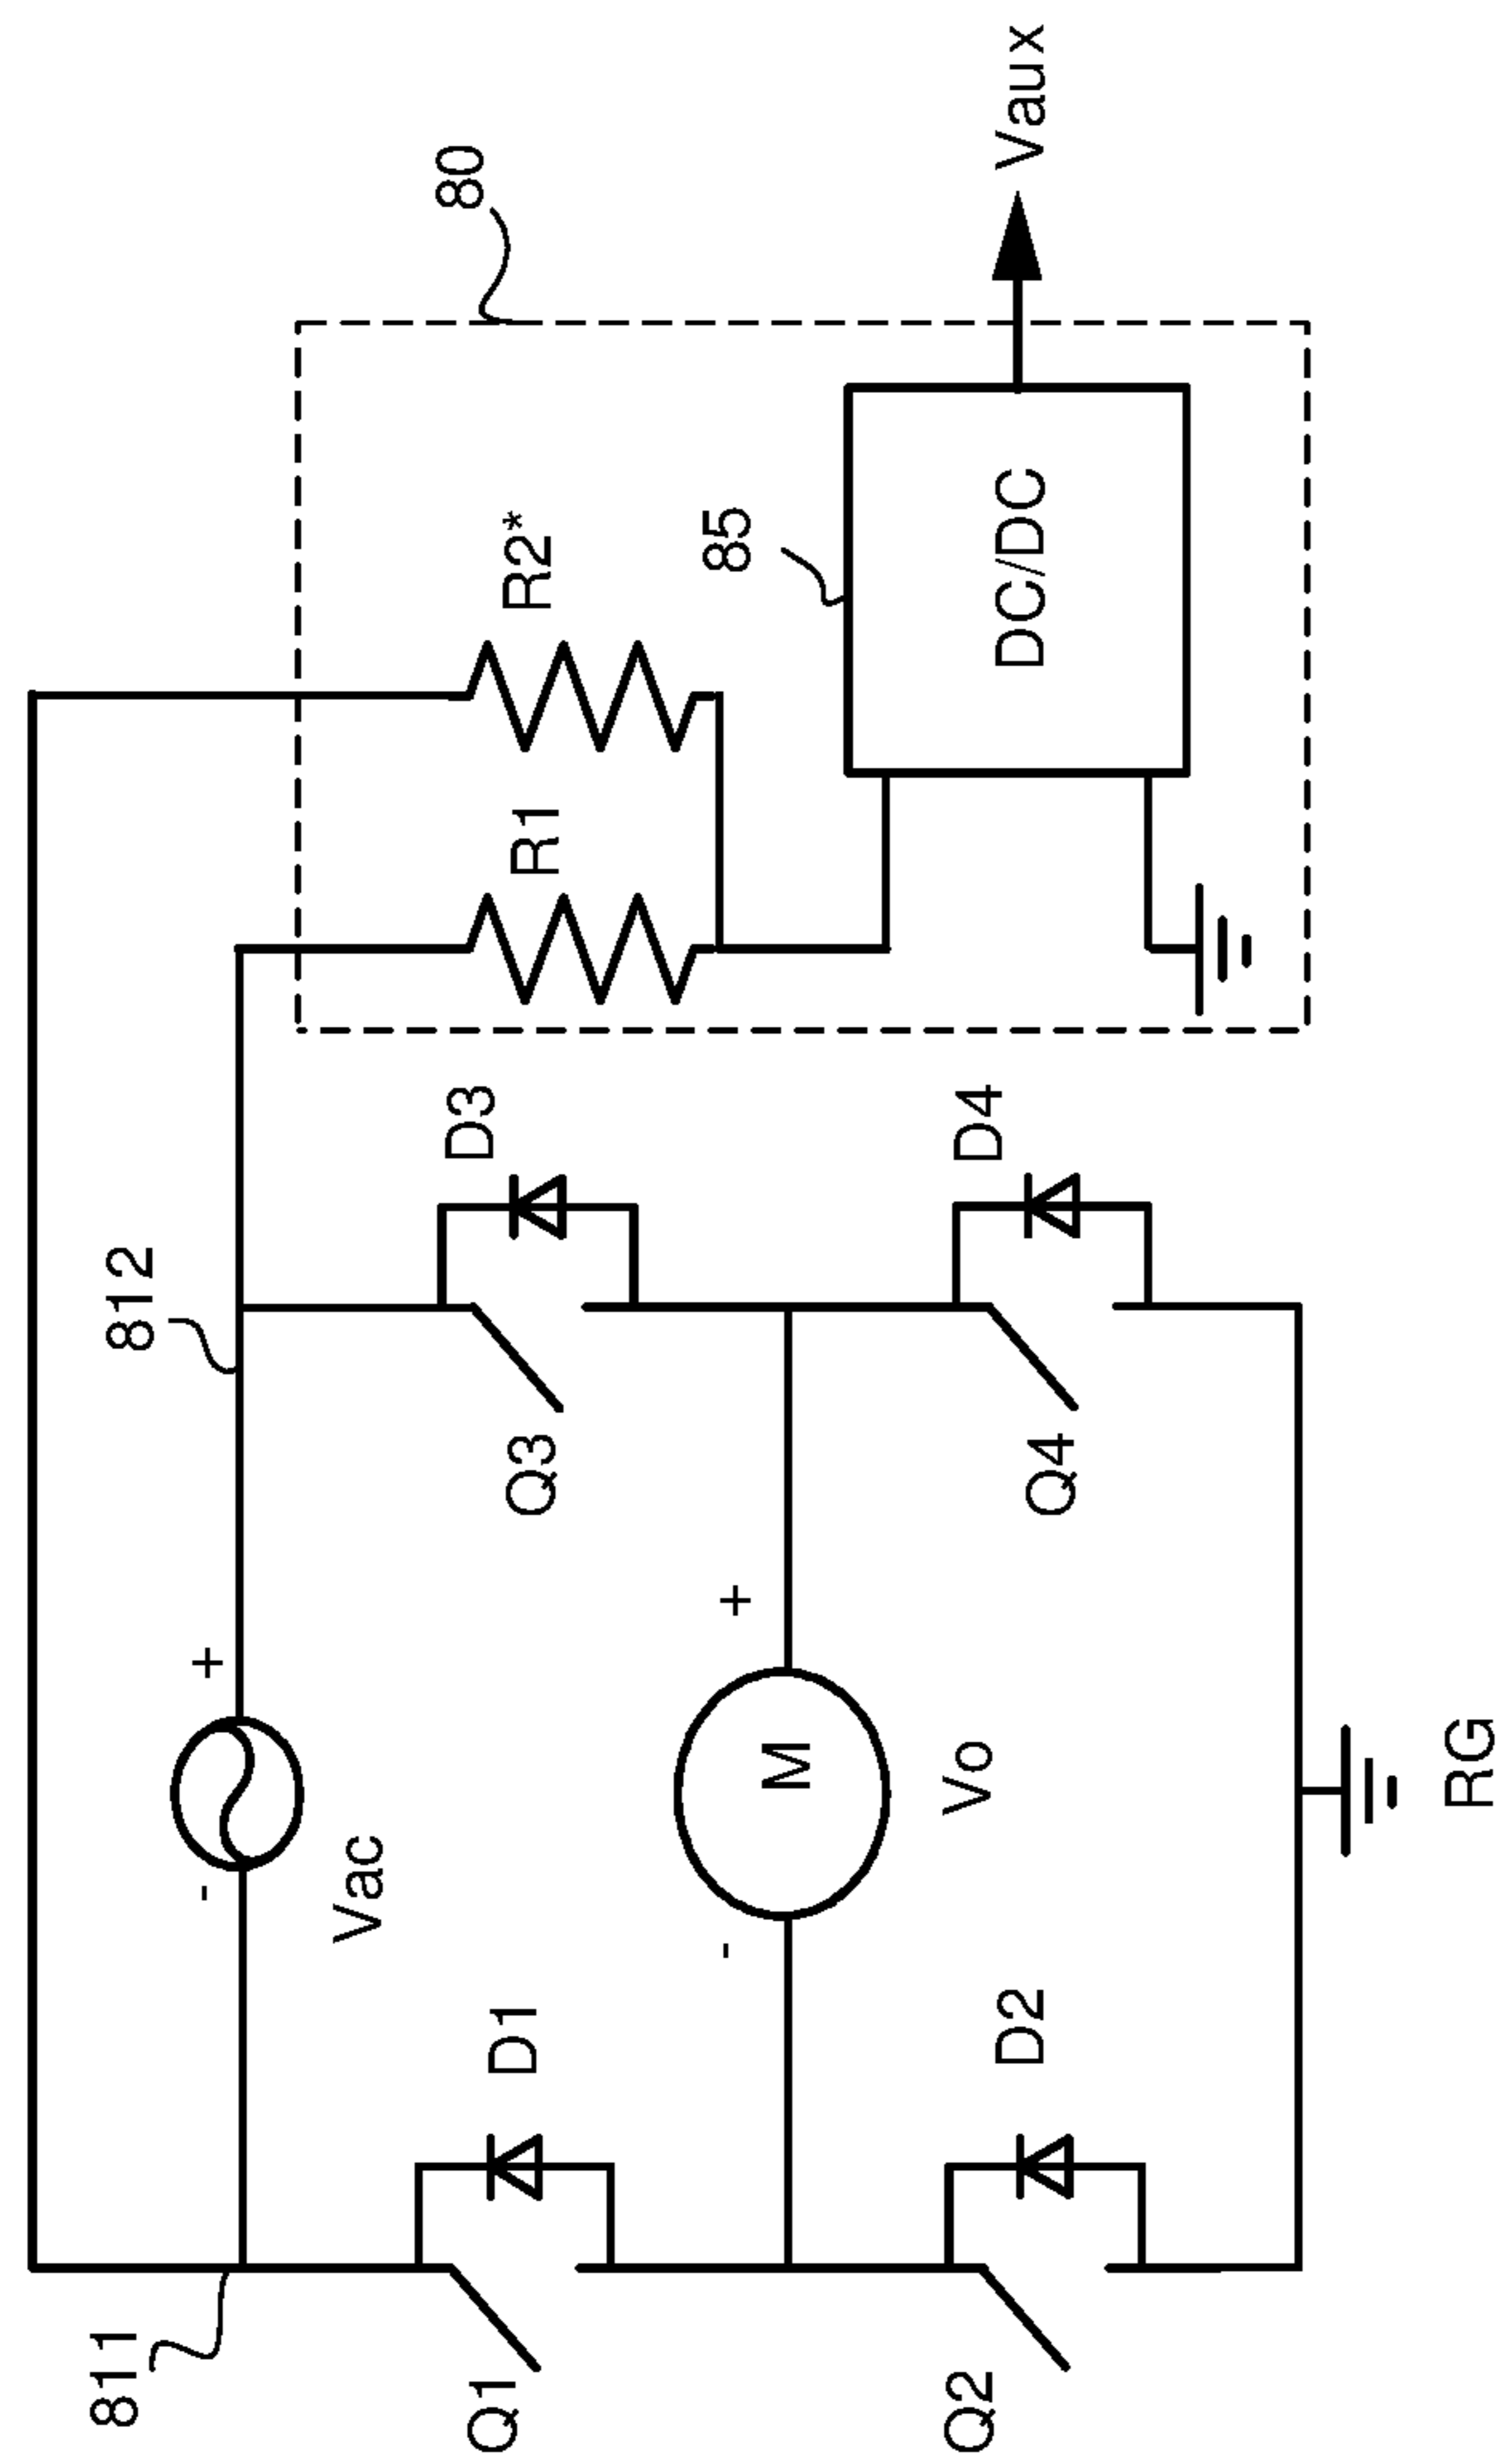 811
812
80
Q1
D1
-
Vac
+
Q3
D3
R1
R2*
85
-
M
+
Vo
Q2
D2
Q4
D4
DC/DC
Vaux
RG